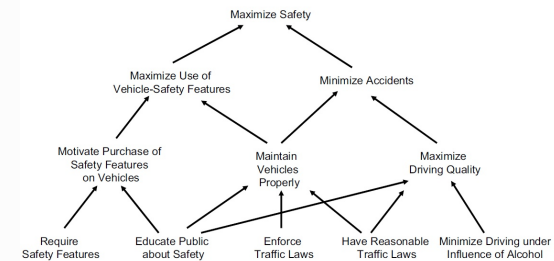 Maximize Safety
Maximize Use of
Vehicle-Safety Features
Minimize Accidents
Motivate Purchase of
Safety Features
on Vehicles
Maintain
Vehicles
Properly
Maximize
Driving Quality
Require
Safety Features
Educate Public
about Safety
Enforce
Traffic Laws
Have Reasonable
Traffic Laws
Minimize Driving under
Influence of Alcohol